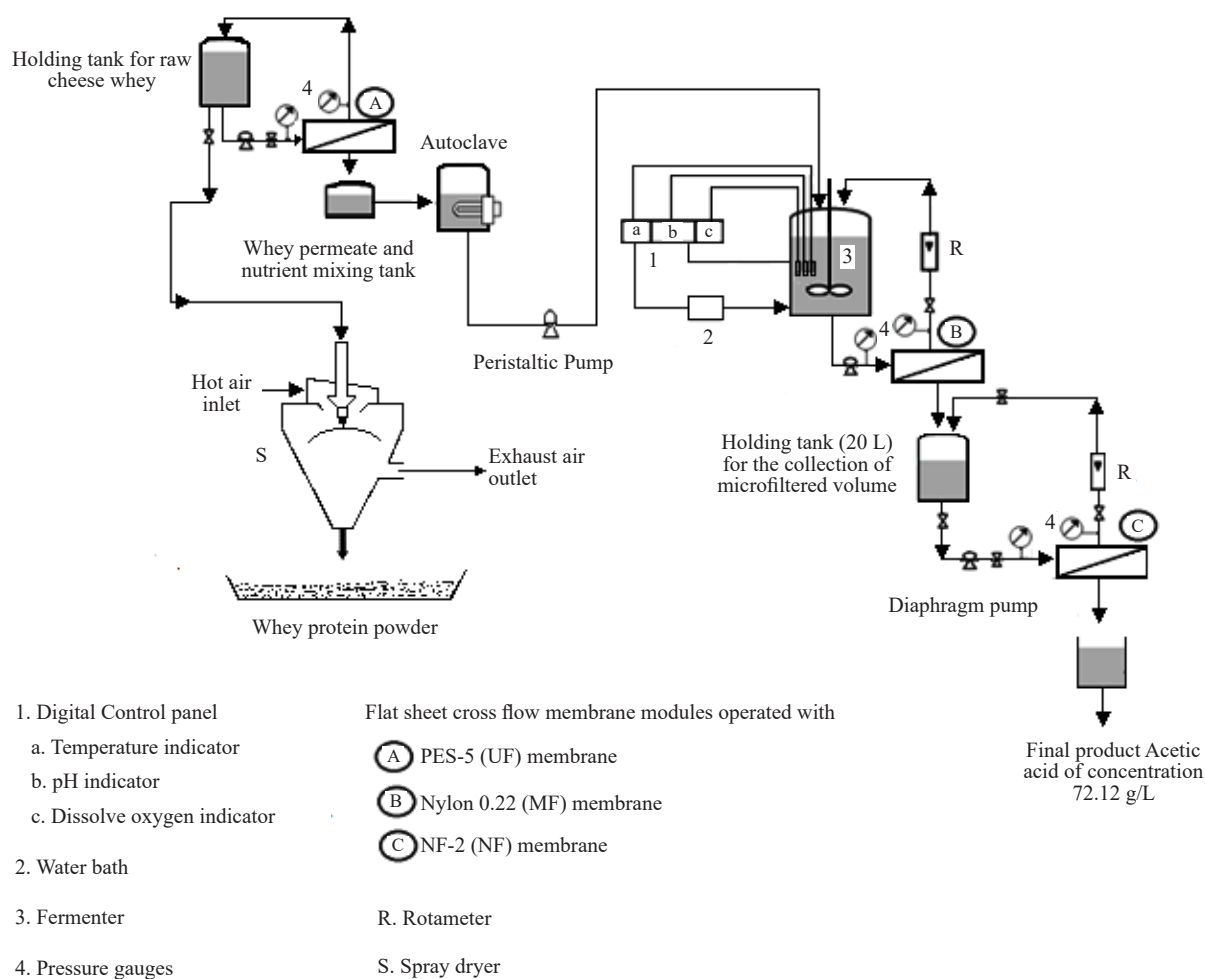 Holding tank for raw
cheese whey
4
A
Autoclave
Whey permeate and
nutrient mixing tank
a
b
c
1
2
3
R
4
B
Peristaltic Pump
Hot air
inlet
S
Exhaust air
outlet
Whey protein powder
Holding tank (20 L)
for the collection of
microfiltered volume
R
4
C
Diaphragm pump
Final product Acetic
acid of concentration
72.12 g/L
1. Digital Control panel
a. Temperature indicator
b. pH indicator
c. Dissolve oxygen indicator
2. Water bath
3. Fermenter
4. Pressure gauges
Flat sheet cross flow membrane modules operated with
A PES-5 (UF) membrane
B Nylon 0.22 (MF) membrane
C NF-2 (NF) membrane
R. Rotameter
S. Spray dryer